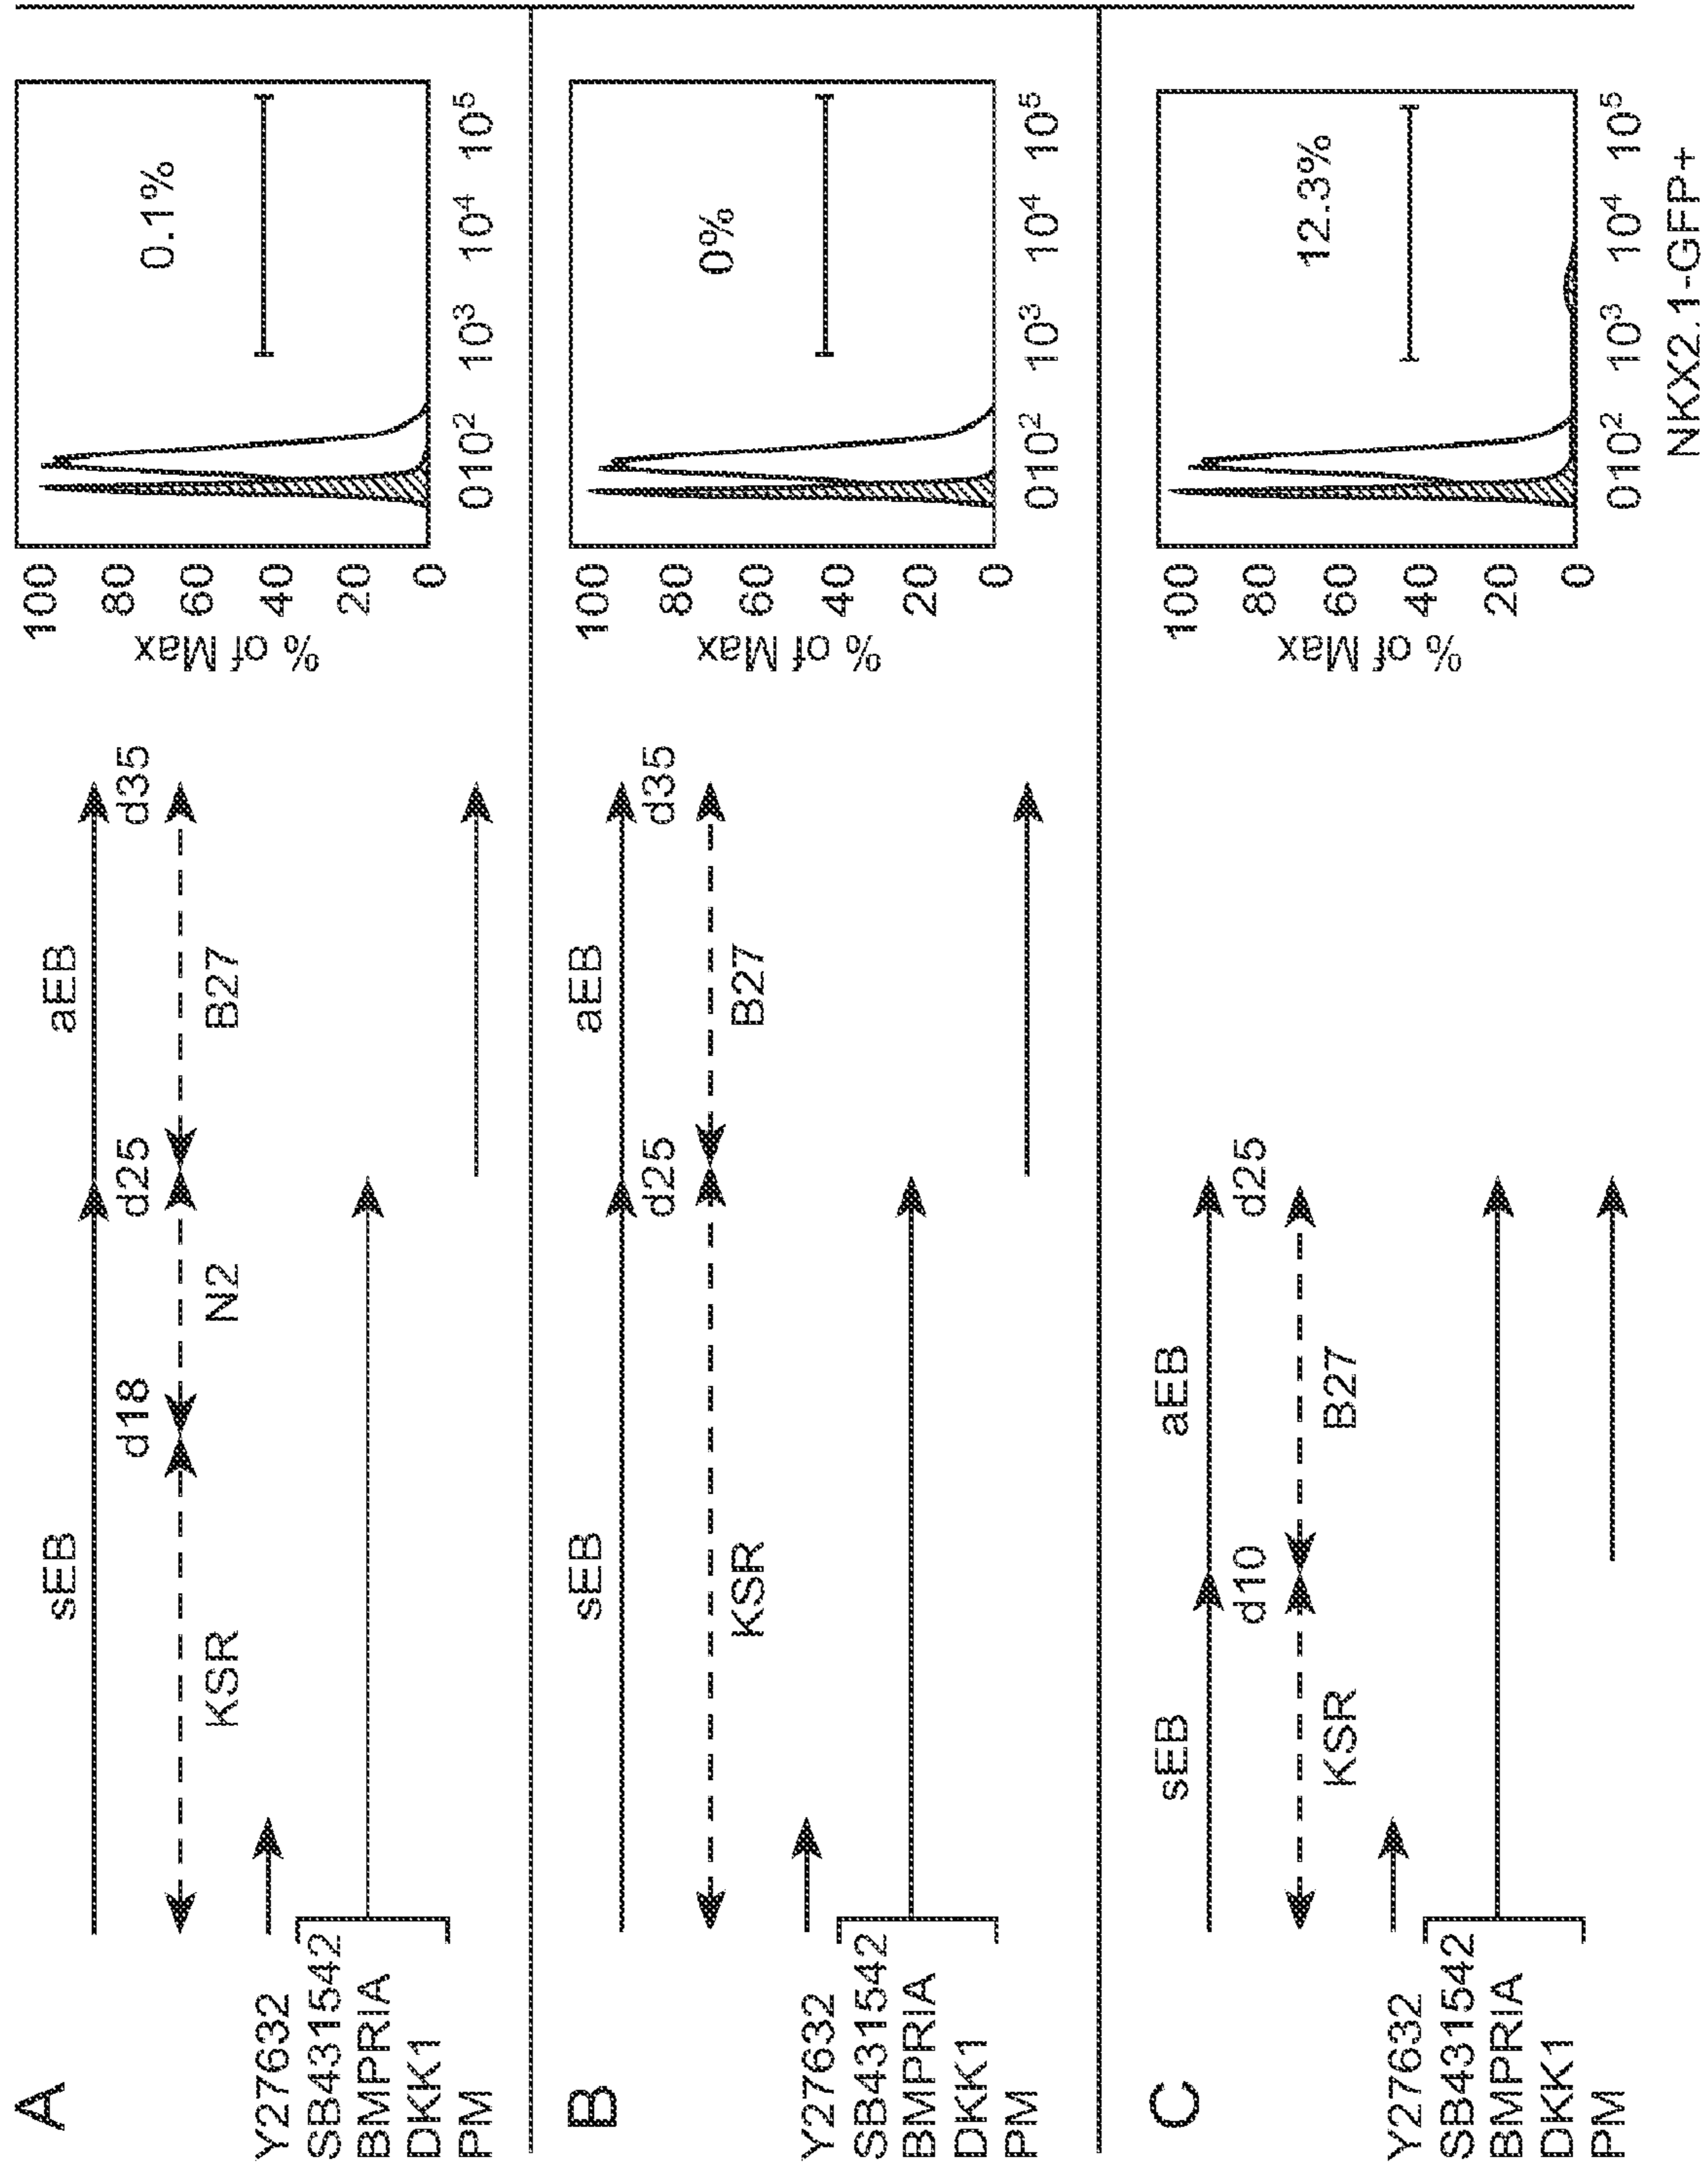 A
sEB
aEB
d18
d25
d35
KSR
N2
B27
Y27632
SB431542
BMPRIA
DKK1
PM
% of Max
100
80
60
40
20
0
0.1%
0 10² 10³ 10⁴ 10⁵
B
sEB
aEB
d25
d35
KSR
B27
Y27632
SB431542
BMPRIA
DKK1
PM
% of Max
100
80
60
40
20
0
0%
0 10² 10³ 10⁴ 10⁵
C
sEB
aEB
d10
d25
KSR
B27
Y27632
SB431542
BMPRIA
DKK1
PM
% of Max
100
80
60
40
20
0
12.3%
0 10² 10³ 10⁴ 10⁵
NKX2.1-GFP+